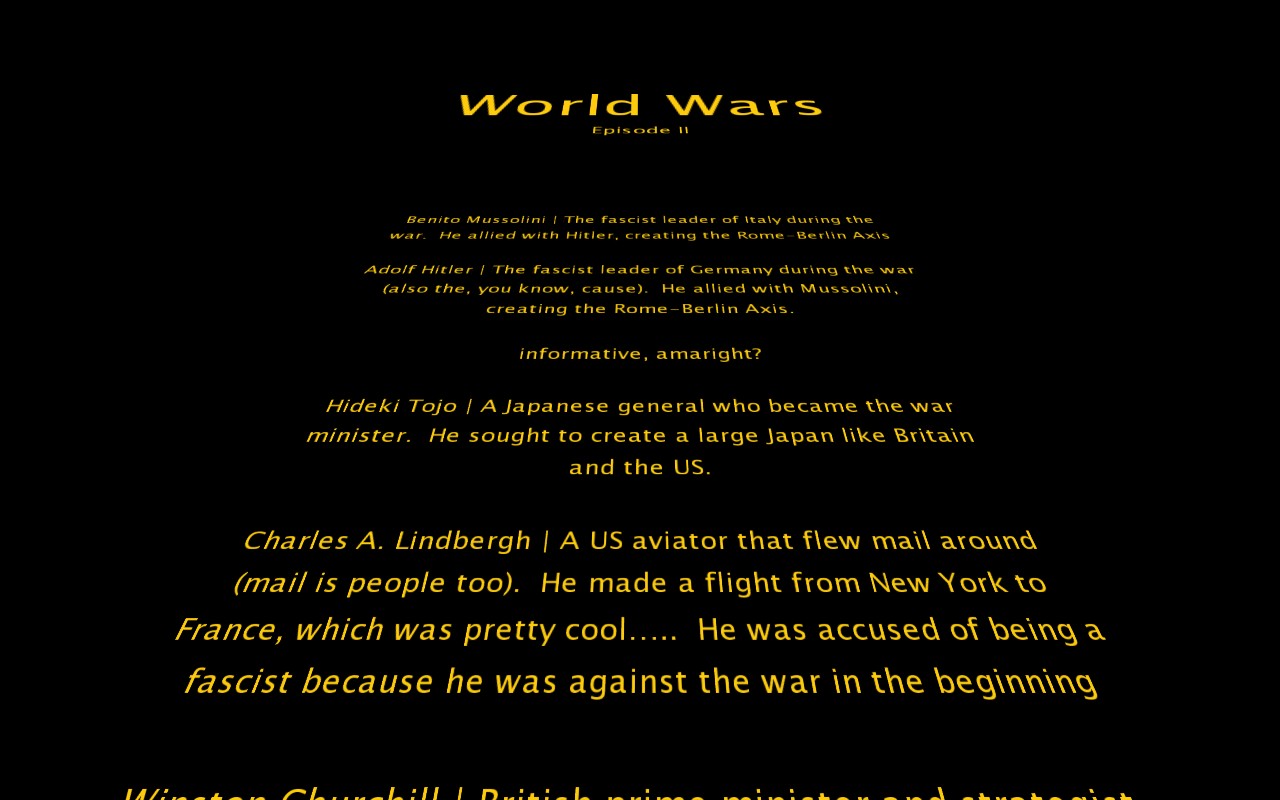 World Wars
Episode II
Benito Mussolini | The fascist leader of Italy during the
war.  He allied with Hitler, creating the Rome-Berlin Axis
Adolf Hitler | The fascist leader of Germany during the war
(also the, you know, cause).  He allied with Mussolini,
creating the Rome-Berlin Axis.
informative, amaright?
Hideki Tojo | A Japanese general who became the war
minister.  He sought to create a large Japan like Britain
and the US.
Charles A. Lindbergh | A US aviator that flew mail around
(mail is people too).  He made a flight from New York to
France, which was pretty cool.....  He was accused of being a
fascist because he was against the war in the beginning
Winston Churchill | British prime minister and strategist